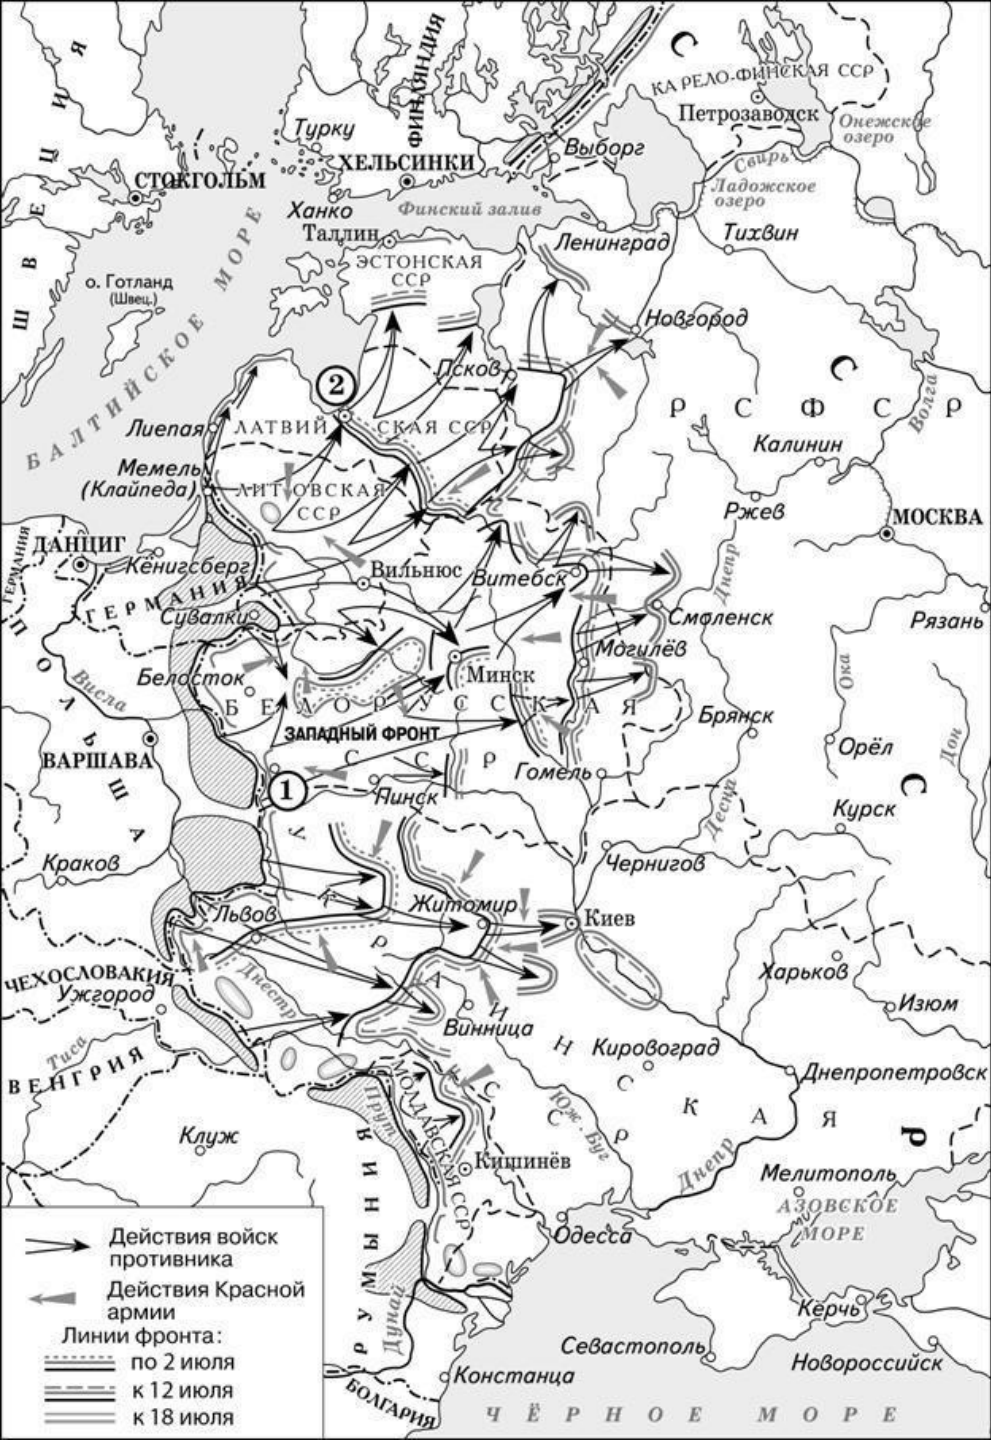 ШВЕЦИЯ
ФИНЛЯНДИЯ
С
КАРЕЛО-ФИНСКАЯ ССР
Петрозаводск
Онежское
озеро
Турку
ХЕЛЬСИНКИ
Выборг
Свирь
СТОКГОЛЬМ
Ладожское
озеро
Ханко
Финский залив
Таллин
Ленинград
Тихвин
ЭСТОНСКАЯ
ССР
о. Готланд
(Швец.)
БАЛТИЙСКОЕ МОРЕ
Новгород
Псков
С
2
РСФСР
Волга
Лиепая
ЛАТВИЙСКАЯ ССР
Калинин
Мемель
(Клайпеда)
ЛИТОВСКАЯ
ССР
Ржев
МОСКВА
ГЕРМАНИЯ
ДАНЦИГ
Кёнигсберг
Вильнюс
Витебск
Днепр
ГЕРМАНИЯ
Сувалки
Смоленск
Рязань
ПОЛЬША
Могилёв
Ока
Висла
Белосток
Минск
БЕЛОРУССКАЯ
Брянск
ВАРШАВА
ЗАПАДНЫЙ ФРОНТ
ССР
Орёл
Дон
Гомель
1
Пинск
С
Десна
Курск
УКРАИНСКАЯ
Краков
Чернигов
Львов
Житомир
Киев
ЧЕХОСЛОВАКИЯ
Ужгород
Днестр
Харьков
Изюм
Винница
Тиса
ВЕНГРИЯ
Кировоград
Днепропетровск
МОЛДАВСКАЯ ССР
Прут
ССР
Юж. Буг
Клуж
Р
Кишинёв
Днепр
Мелитополь
АЗОВСКОЕ
МОРЕ
РУМЫНИЯ
Одесса
Дунай
Керчь
Севастополь
Новороссийск
Констанца
БОЛГАРИЯ
ЧЁРНОЕ МОРЕ
Действия войск
противника
Действия Красной
армии
Линии фронта:
по 2 июля
к 12 июля
к 18 июля